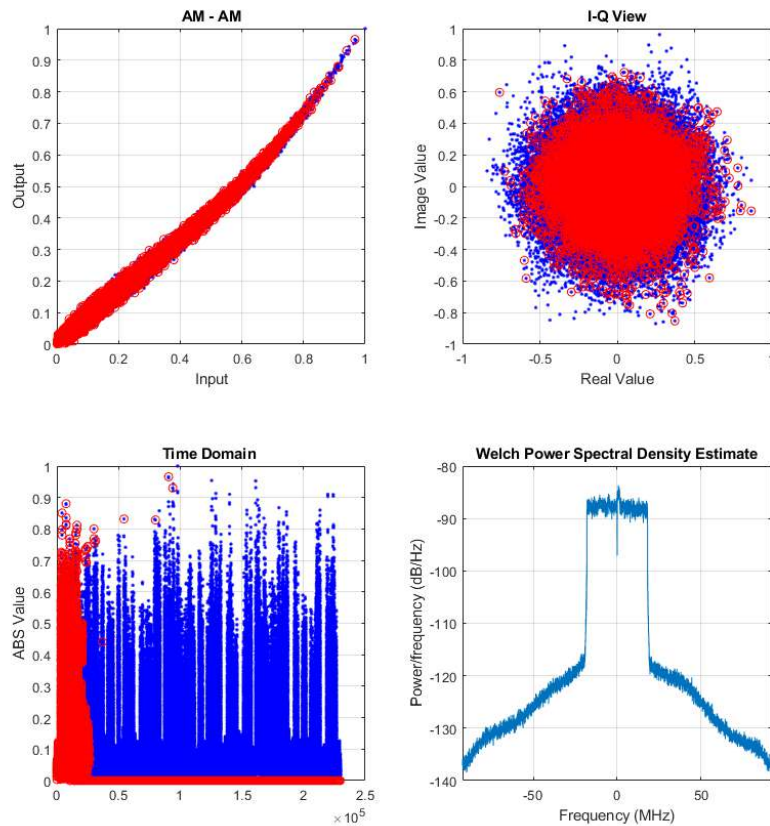 AM - AM
1
0.9
0.8
0.7
0.6
0.5
0.4
0.3
0.2
0.1
0
Output
0 0.2 0.4 0.6 0.8 1
Input
I-Q View
1
0.8
0.6
0.4
0.2
0
-0.2
-0.4
-0.6
-0.8
-1
Image Value
-1 -0.5 0 0.5
Real Value
Time Domain
1
0.9
0.8
0.7
0.6
0.5
0.4
0.3
0.2
0.1
0
ABS Value
0 0.5 1 1.5 2 2.5
× 10^5
Welch Power Spectral Density Estimate
-80
-90
-100
-110
-120
-130
-140
Power/frequency (dB/Hz)
-50 0 50
Frequency (MHz)